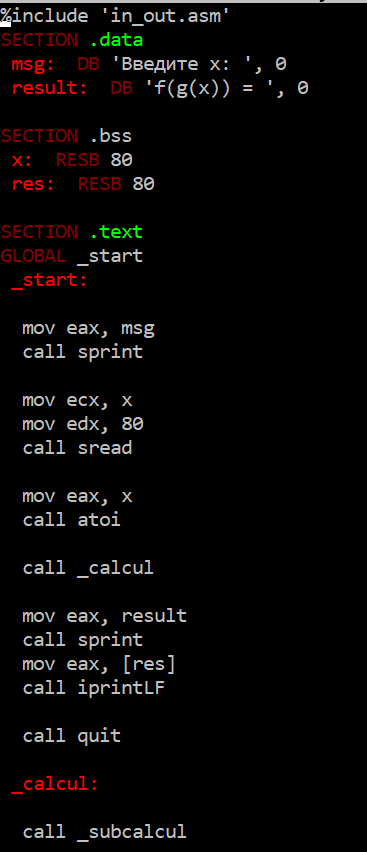 %include 'in_out.asm'
SECTION .data
msg: DB 'Введите x: ', 0
result: DB 'f(g(x)) = ', 0
SECTION .bss
x: RESB 80
res: RESB 80
SECTION .text
GLOBAL _start
_start:
mov eax, msg
call sprint
mov ecx, x
mov edx, 80
call sread
mov eax, x
call atoi
call _calcul
mov eax, result
call sprint
mov eax, [res]
call iprintLF
call quit
_calcul:
call _subcalcul